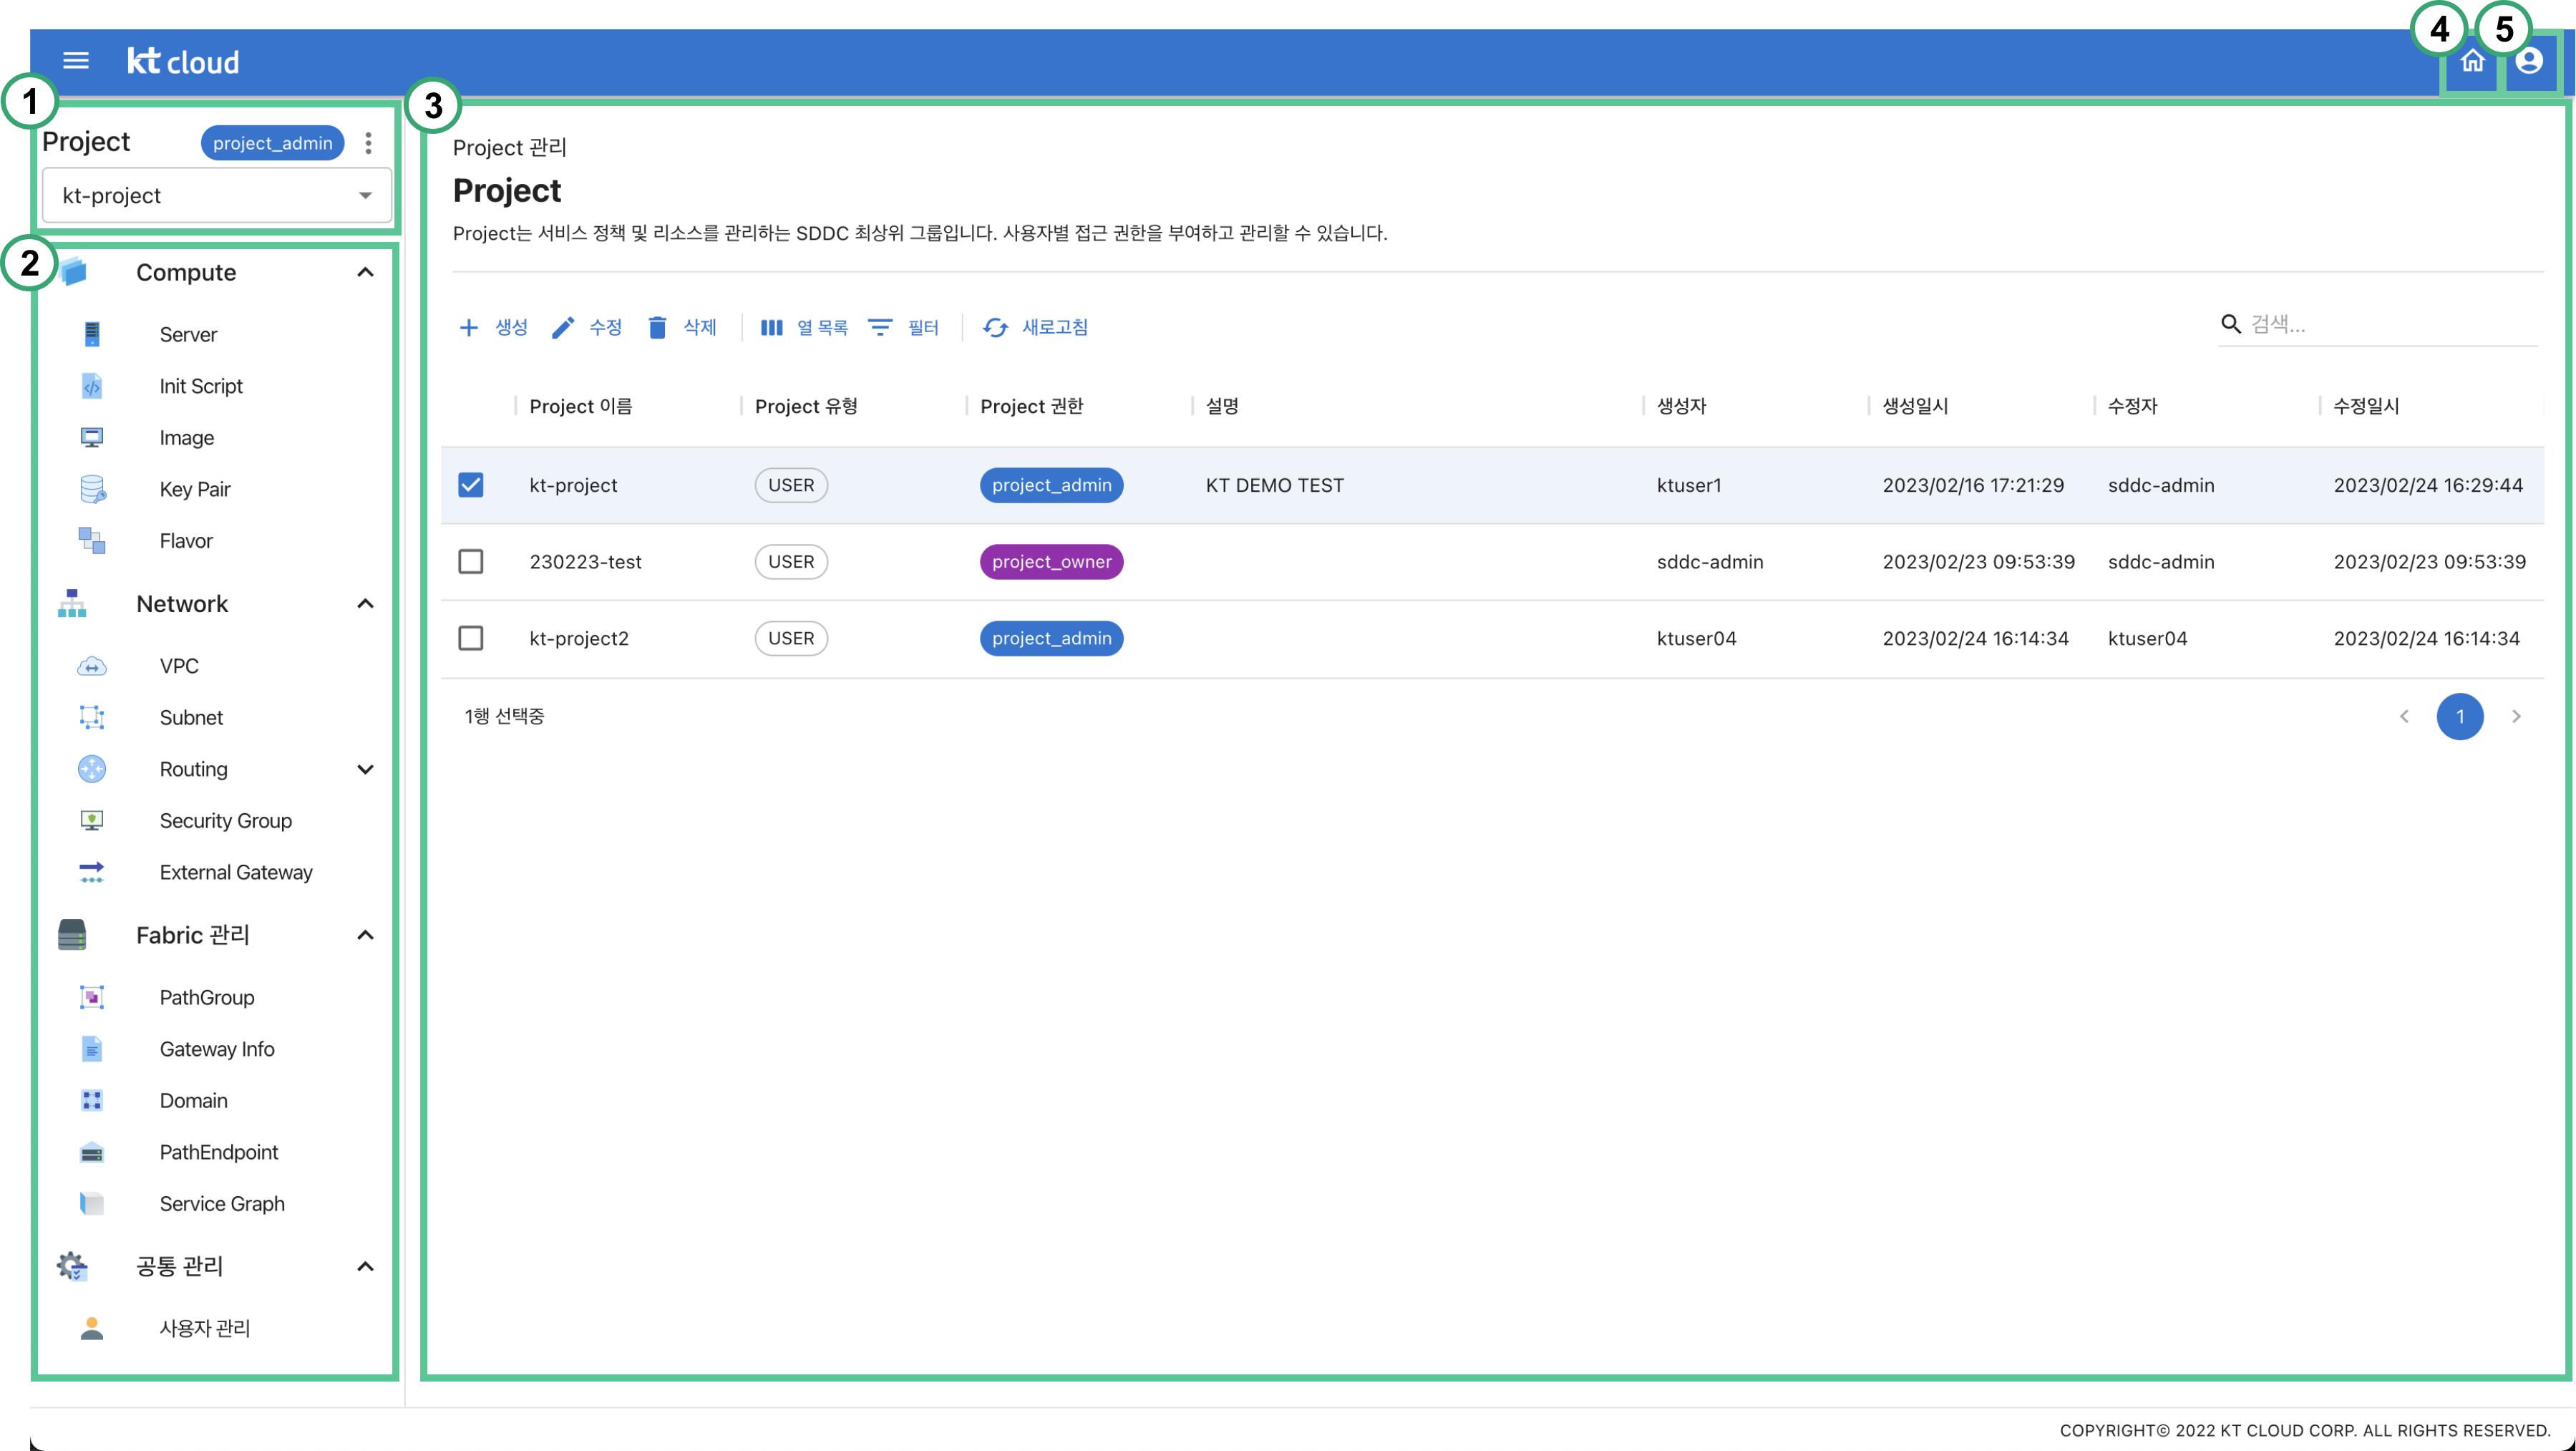 4 5
kt cloud
1
Project project_admin
kt-project
2
Compute
Server
Init Script
Image
Key Pair
Flavor
Network
VPC
Subnet
Routing
Security Group
External Gateway
Fabric 관리
PathGroup
Gateway Info
Domain
PathEndpoint
Service Graph
공통 관리
사용자 관리
3
Project 관리
Project
Project는 서비스 정책 및 리소스를 관리하는 SDDC 최상위 그룹입니다. 사용자별 접근 권한을 부여하고 관리할 수 있습니다.
생성 수정 삭제 열 목록 필터 새로고침 검색...
Project 이름 Project 유형 Project 권한 설명 생성자 생성일시 수정자 수정일시
kt-project USER project_admin KT DEMO TEST ktuser1 2023/02/16 17:21:29 sddc-admin 2023/02/24 16:29:44
230223-test USER project_owner sddc-admin 2023/02/23 09:53:39 sddc-admin 2023/02/23 09:53:39
kt-project2 USER project_admin ktuser04 2023/02/24 16:14:34 ktuser04 2023/02/24 16:14:34
1행 선택중 1
COPYRIGHT© 2022 KT CLOUD CORP. ALL RIGHTS RESERVED.